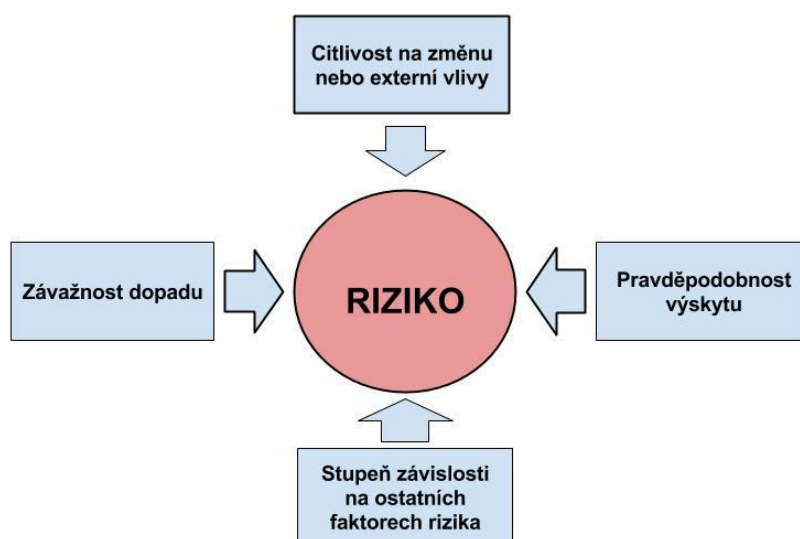 Citlivost na změnu
nebo externí vlivy
Závažnost dopadu
RIZIKO
Pravděpodobnost
výskytu
Stupeň závislosti
na ostatních
faktorech rizika